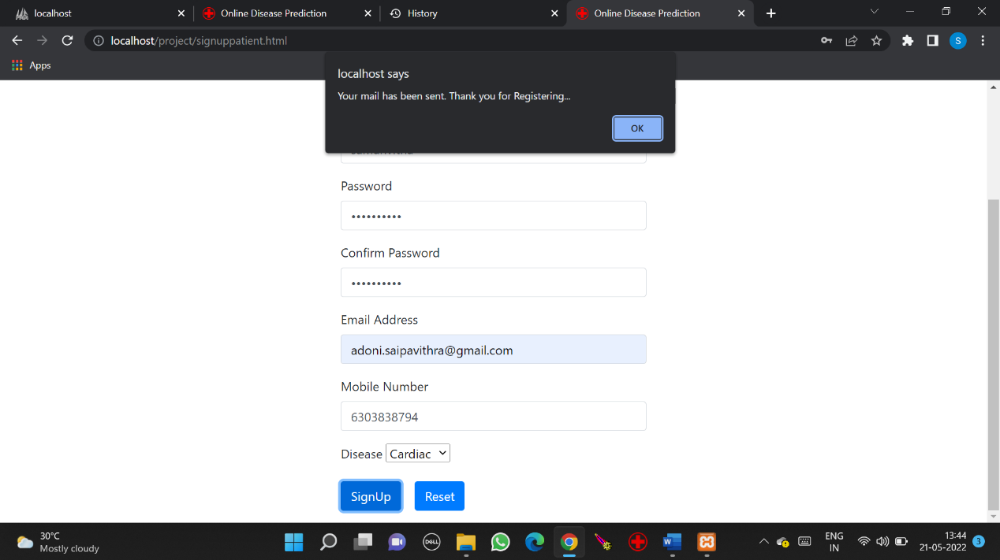 localhost
Online Disease Prediction
History
Online Disease Prediction
localhost/project/signuppatient.html
S
Apps
localhost says
Your mail has been sent. Thank you for Registering...
OK
Password
••••••••••
Confirm Password
••••••••••
Email Address
adoni.saipavithra@gmail.com
Mobile Number
6303838794
Disease Cardiac
SignUp Reset
30°C
Mostly cloudy
DELL
W
ENG
IN
13:44
21-05-2022
3